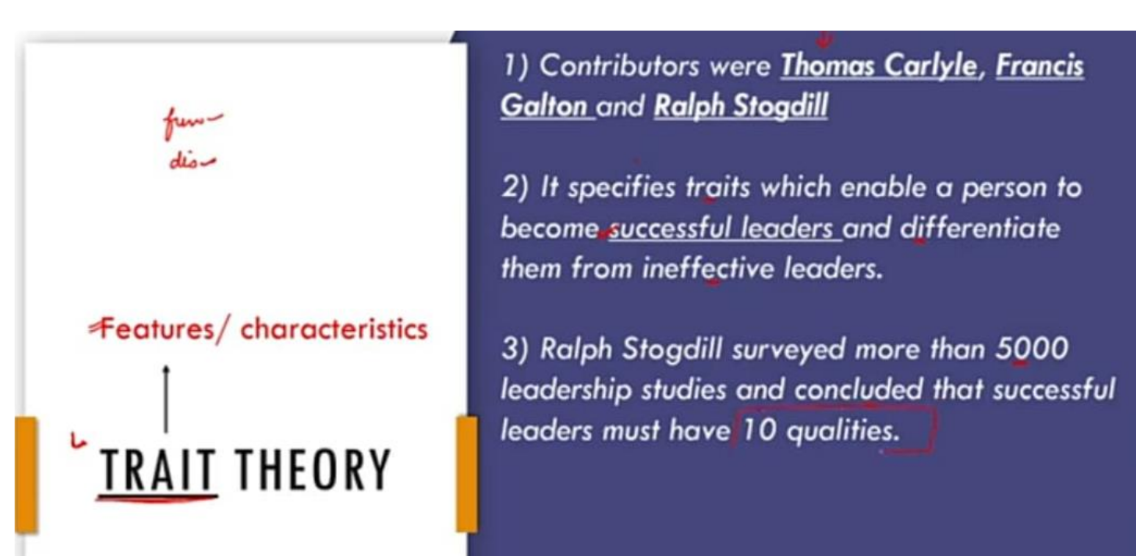 Features/ characteristics
TRAIT THEORY
1) Contributors were Thomas Carlyle, Francis
Galton and Ralph Stogdill
2) It specifies traits which enable a person to
become successful leaders and differentiate
them from ineffective leaders.
3) Ralph Stogdill surveyed more than 5000
leadership studies and concluded that successful
leaders must have 10 qualities.